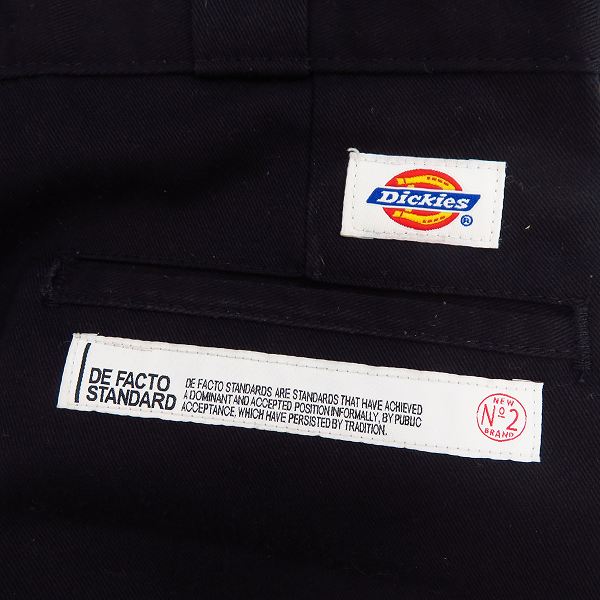 Dickies
®
DE FACTO
STANDARD
DE FACTO STANDARDS ARE STANDARDS THAT HAVE ACHIEVED
A DOMINANT AND ACCEPTED POSITION INFORMALLY, BY PUBLIC
ACCEPTANCE, WHICH HAVE PERSISTED BY TRADITION.
NEW
Nº2
BRAND